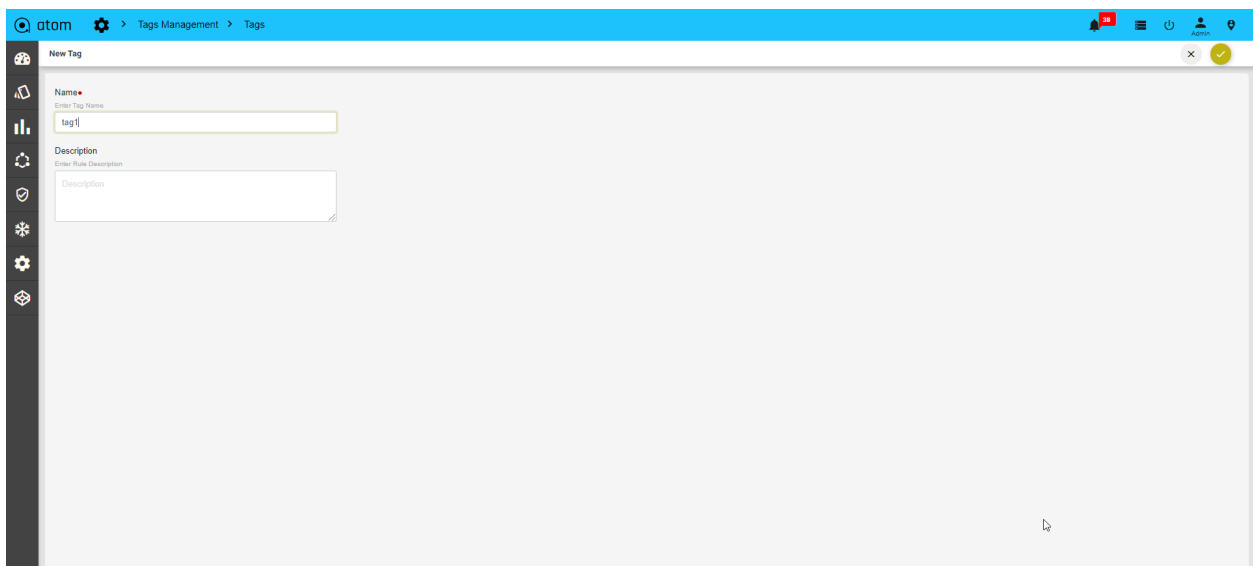 atom > Tags Management > Tags
38
Admin
New Tag
Name
Enter Tag Name
tag1
Description
Enter Rule Description
Description